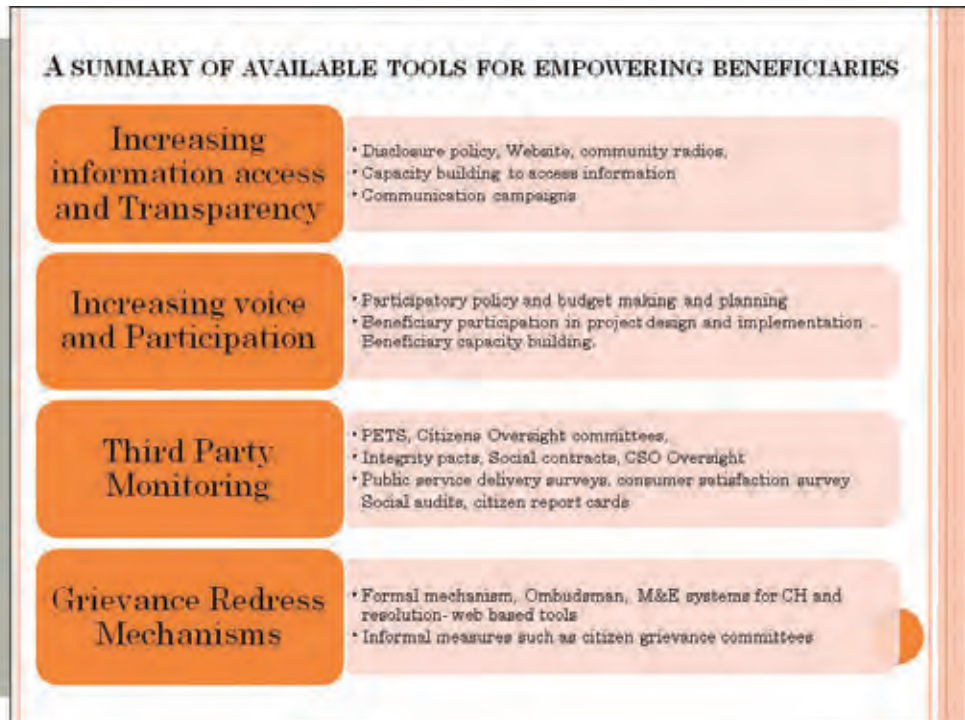 A SUMMARY OF AVAILABLE TOOLS FOR EMPOWERING BENEFICIARIES
Increasing
information access
and Transparency
• Disclosure policy, Website, community radios,
• Capacity building to access information
• Communication campaigns
Increasing voice
and Participation
• Participatory policy and budget making and planning
• Beneficiary participation in project design and implementation .
Beneficiary capacity building.
Third Party
Monitoring
• PETS, Citizens Oversight committees,
• Integrity pacts, Social contracts, CSO Oversight
• Public service delivery surveys, consumer satisfaction survey
Social audits, citizen report cards
Grievance Redress
Mechanisms
• Formal mechanism, Ombudsman, M&E systems for CH and
resolution- web based tools
• Informal measures such as citizen grievance committees